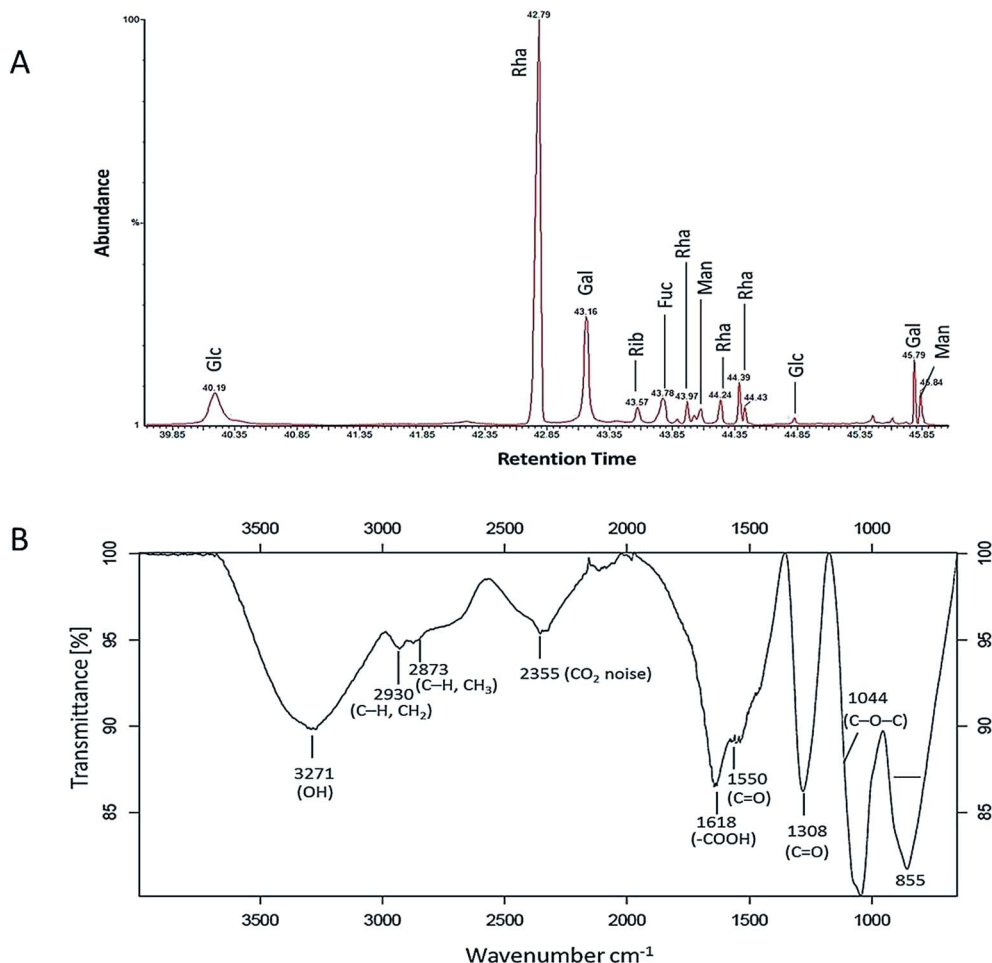 A
100
%
1
Abundance
Glc
40.19
Rha
42.79
Gal
43.16
Rib
43.57
Fuc
43.78
Rha
43.97
Man
Rha
44.24
Rha
44.39
44.43
Glc
Gal
45.79
Man
45.84
39.85 40.35 40.85 41.35 41.85 42.35 42.85 43.35 43.85 44.35 44.85 45.35 45.85
Retention Time
B
3500 3000 2500 2000 1500 1000
100 95 90 85
Transmittance [%]
3271
(OH)
2930
(C–H, CH₂)
2873
(C–H, CH₃)
2355 (CO₂ noise)
1618
(-COOH)
1550
(C=O)
1308
(C=O)
1044
(C–O–C)
855
100 95 90 85
3500 3000 2500 2000 1500 1000
Wavenumber cm⁻¹